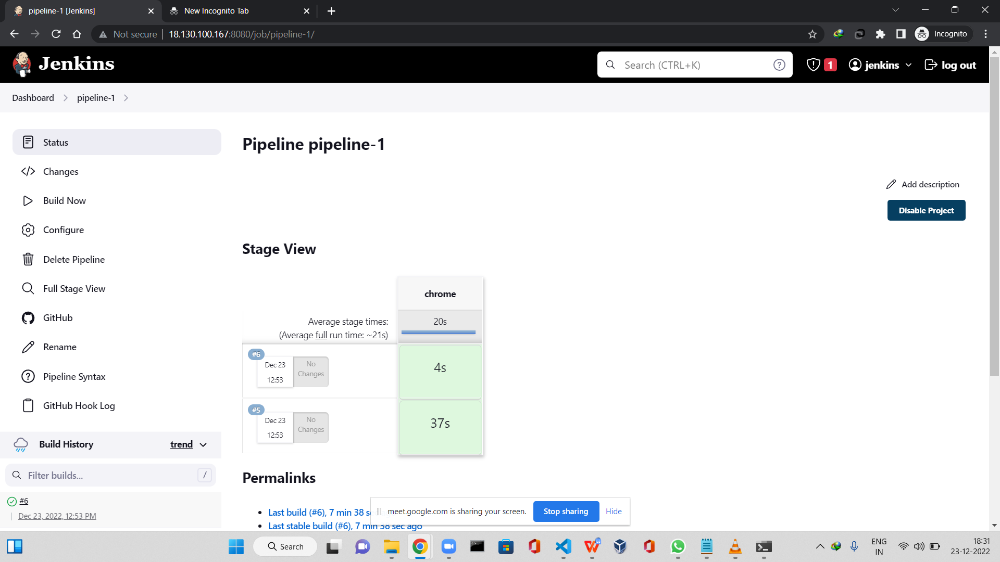 pipeline-1 [Jenkins]
New Incognito Tab
Not secure
18.130.100.167:8080/job/pipeline-1/
Incognito
Jenkins
Search (CTRL+K)
1
jenkins
log out
Dashboard
pipeline-1
Status
Changes
Build Now
Configure
Delete Pipeline
Full Stage View
GitHub
Rename
Pipeline Syntax
GitHub Hook Log
Build History
trend
Filter builds...
/
#6
Dec 23, 2022, 12:53 PM
Pipeline pipeline-1
Add description
Disable Project
Stage View
chrome
Average stage times:
(Average full run time: ~21s)
20s
#6
Dec 23
12:53
No
Changes
4s
#5
Dec 23
12:53
No
Changes
37s
Permalinks
Last build (#6), 7 min 38
Last stable build (#6), 7 min 38 sec ago
meet.google.com is sharing your screen.
Stop sharing
Hide
Search
ENG
IN
18:31
23-12-2022